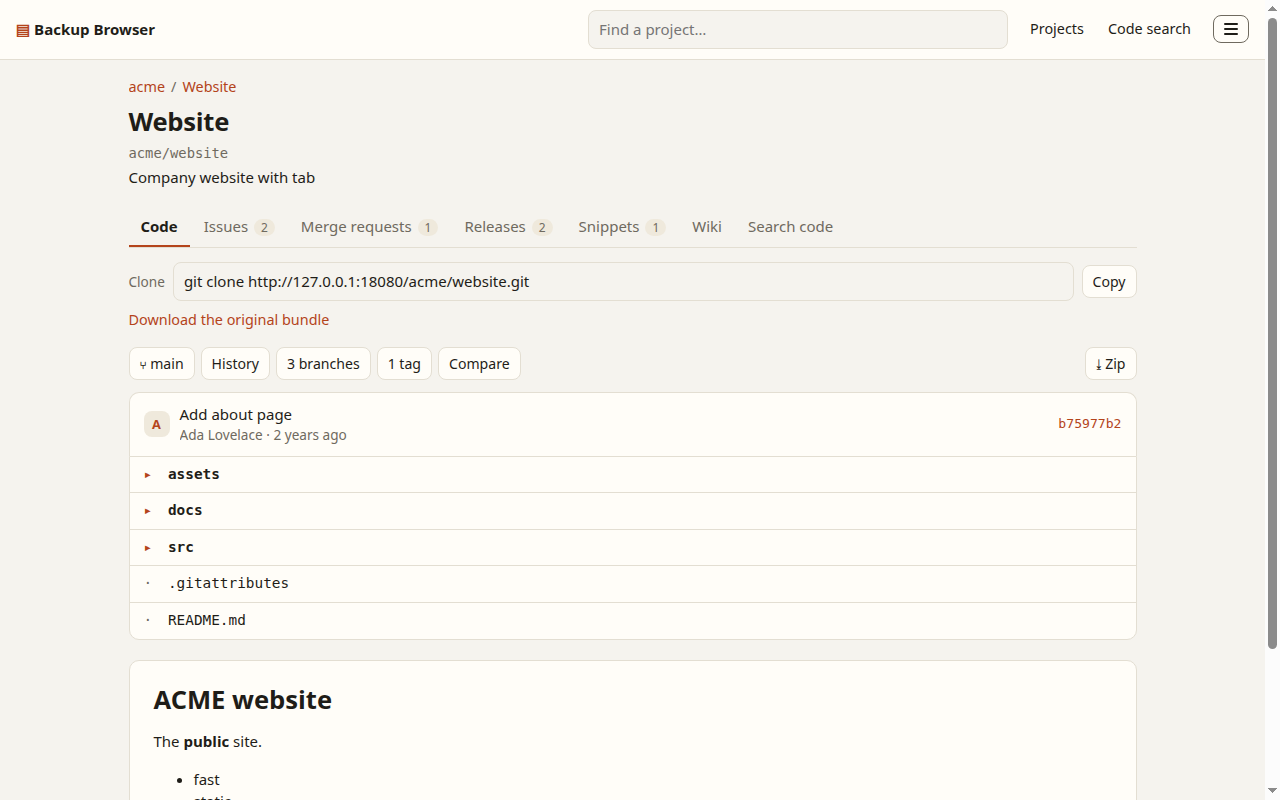 Backup Browser
Find a project...
Projects
Code search
acme / Website
Website
acme/website
Company website with tab
Code
Issues 2
Merge requests 1
Releases 2
Snippets 1
Wiki
Search code
Clone
git clone http://127.0.0.1:18080/acme/website.git
Copy
Download the original bundle
main
History
3 branches
1 tag
Compare
Zip
A
Add about page
Ada Lovelace · 2 years ago
b75977b2
assets
docs
src
.gitattributes
README.md
ACME website
The public site.
fast